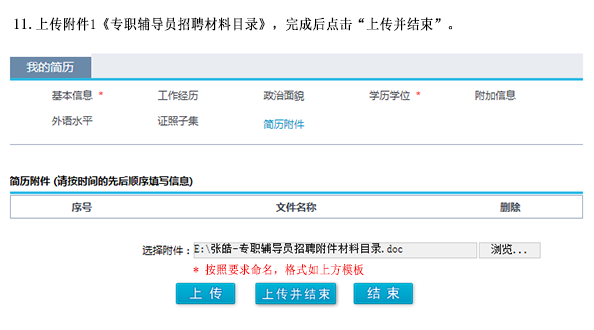 11.上传附件1《专职辅导员招聘材料目录》，完成后点击“上传并结束”。
我的简历
基本信息 * 工作经历 政治面貌 学历学位 * 附加信息
外语水平 证照子集 简历附件
简历附件 (请按时间的先后顺序填写信息)
序号 文件名称 删除
选择附件： E:\张皓-专职辅导员招聘附件材料目录.doc 浏览...
* 按照要求命名，格式如上方模板
上 传 上传并结束 结 束